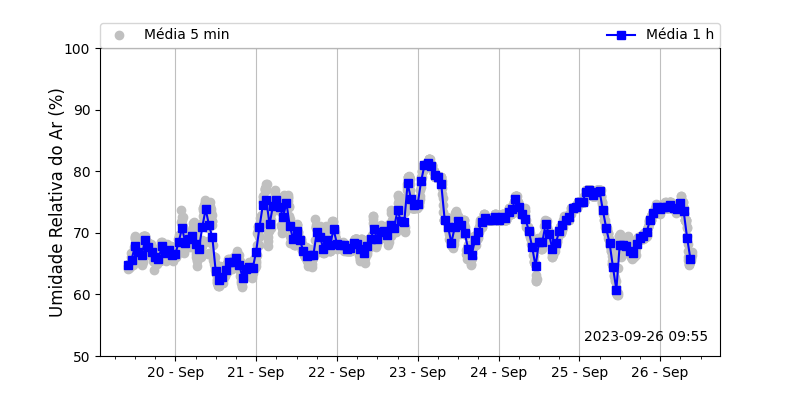 Média 5 min
Média 1 h
Umidade Relativa do Ar (%)
100
90
80
70
60
50
2023-09-26 09:55
20 - Sep
21 - Sep
22 - Sep
23 - Sep
24 - Sep
25 - Sep
26 - Sep